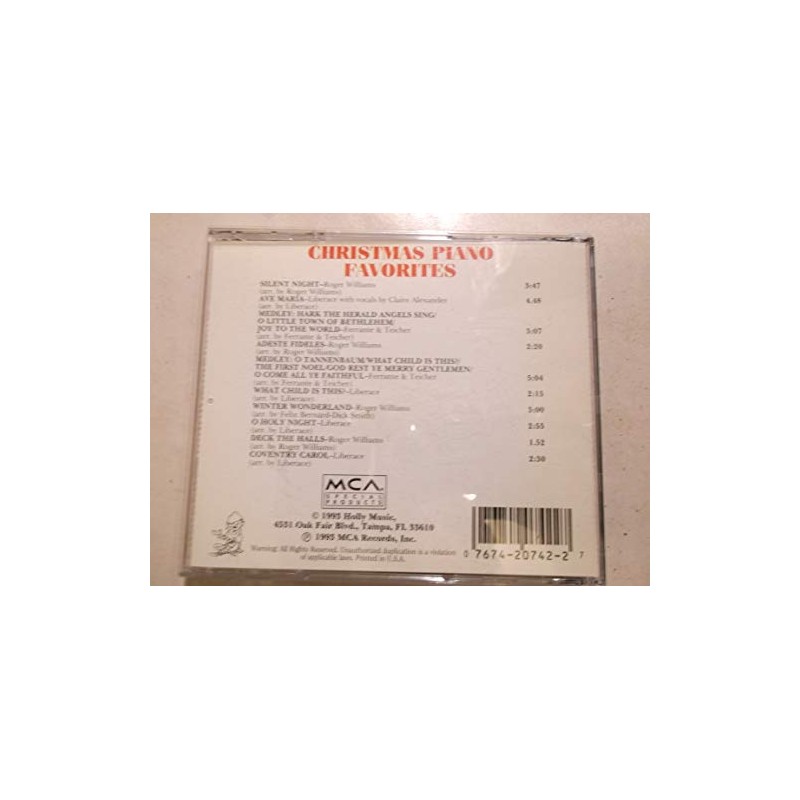 CHRISTMAS PIANO
FAVORITES
SILENT NIGHT–Roger Williams 3:47
(arr. by Roger Williams)
AVE MARIA–Liberace with vocals by Claire Alexander 4.46
(arr. by Liberace)
MEDLEY: HARK THE HERALD ANGELS SING/
O LITTLE TOWN OF BETHLEHEM/
JOY TO THE WORLD–Ferrante & Teicher 3:07
(arr. by Ferrante & Teicher)
ADESTE FIDELES–Roger Williams 2:20
(arr. by Roger Williams)
MEDLEY: O TANNENBAUM/WHAT CHILD IS THIS?/
THE FIRST NOEL/GOD REST YE MERRY GENTLEMEN/
O COME ALL YE FAITHFUL–Ferrante & Teicher 5:04
(arr. by Ferrante & Teicher)
WHAT CHILD IS THIS?–Liberace 2:15
(arr. by Liberace)
WINTER WONDERLAND–Roger Williams 3:00
(arr. by Felix Bernard-Dick Smith)
O HOLY NIGHT–Liberace 2:55
(arr. by Liberace)
DECK THE HALLS–Roger Williams 1.52
(arr. by Roger Williams)
COVENTRY CAROL–Liberace 2:30
(arr. by Liberace)
MCA
SPECIAL
PRODUCTS
© 1995 Holly Music,
4551 Oak Fair Blvd., Tampa, FL 33610
℗ 1995 MCA Records, Inc.
Warning: All Rights Reserved. Unauthorized duplication is a violation
of applicable laws. Printed in U.S.A.
0 7674-20742-2 7